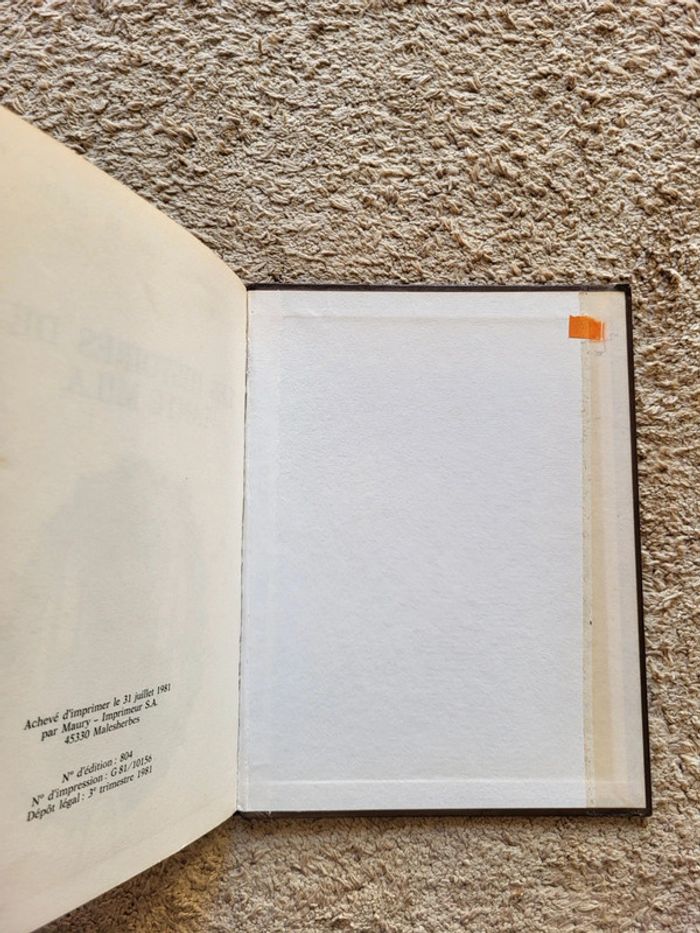 Achevé d'imprimer le 31 juillet 1981
par Maury – Imprimeur S.A.
45330 Malesherbes
N° d'édition : 804
N° d'impression : G 81/10156
Dépôt légal : 3e trimestre 1981